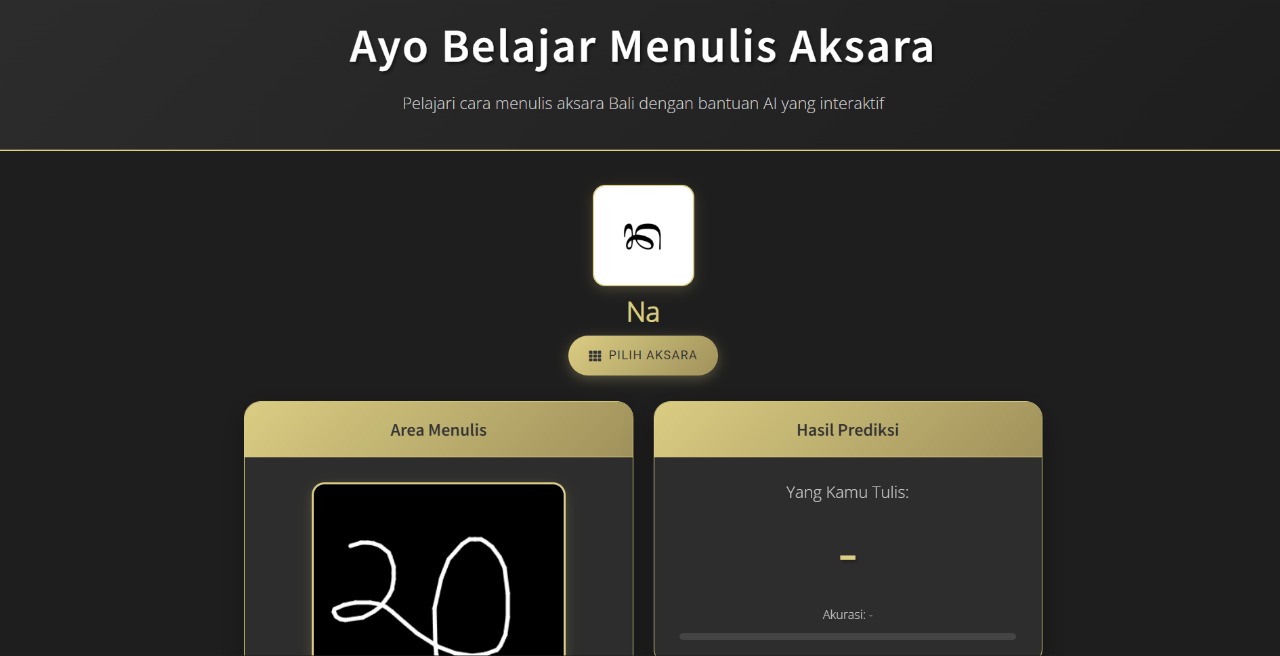 Ayo Belajar Menulis Aksara
Pelajari cara menulis aksara Bali dengan bantuan AI yang interaktif
ᬦ
Na
PILIH AKSARA
Area Menulis
Hasil Prediksi
Yang Kamu Tulis:
-
Akurasi: -